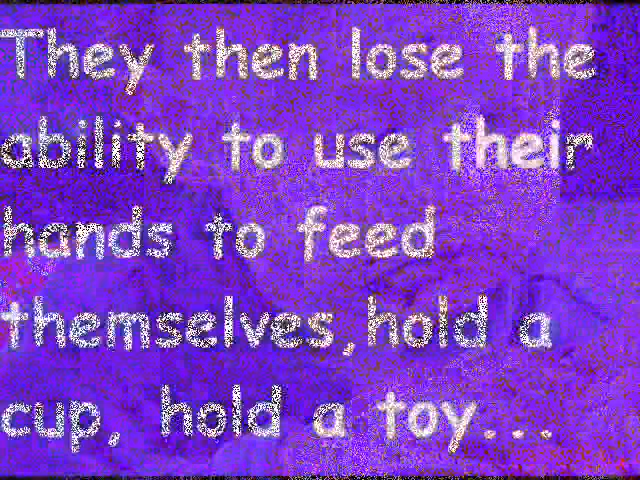 They then lose the
ability to use their
hands to feed
themselves,hold a
cup, hold a toy...